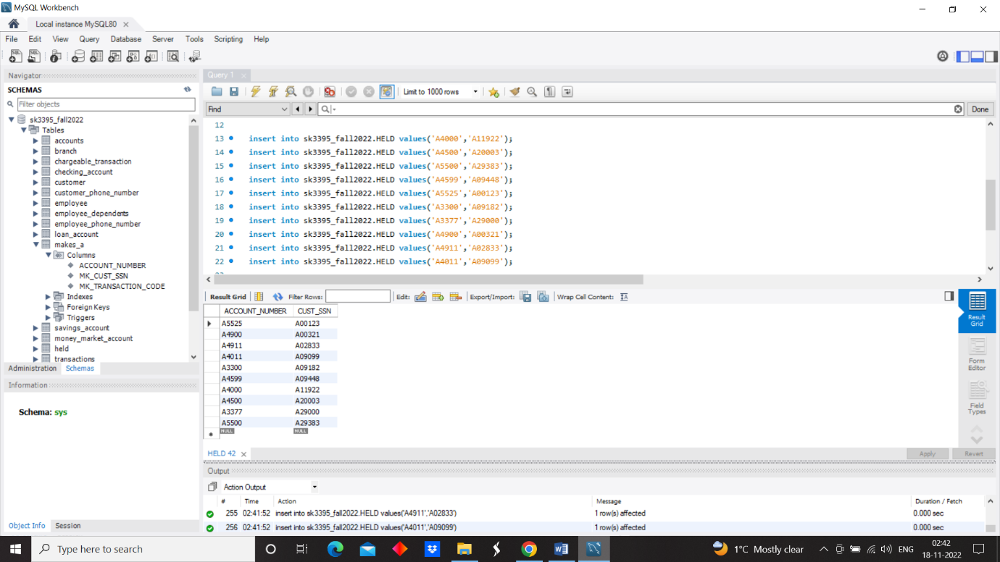 MySQL Workbench
Local instance MySQL80
File Edit View Query Database Server Tools Scripting Help
Navigator
SCHEMAS
Filter objects
sk3395_fall2022
Tables
accounts
branch
chargeable_transaction
checking_account
customer
customer_phone_number
employee
employee_dependents
employee_phone_number
loan_account
makes_a
Columns
ACCOUNT_NUMBER
MK_CUST_SSN
MK_TRANSACTION_CODE
Indexes
Foreign Keys
Triggers
savings_account
money_market_account
held
transactions
Administration Schemas
Information
Schema: sys
Object Info Session
Query 1
Limit to 1000 rows
Find Done
12
13 insert into sk3395_fall2022.HELD values('A4000','A11922');
14 insert into sk3395_fall2022.HELD values('A4500','A20003');
15 insert into sk3395_fall2022.HELD values('A5500','A29383');
16 insert into sk3395_fall2022.HELD values('A4599','A09448');
17 insert into sk3395_fall2022.HELD values('A5525','A00123');
18 insert into sk3395_fall2022.HELD values('A3300','A09182');
19 insert into sk3395_fall2022.HELD values('A3377','A29000');
20 insert into sk3395_fall2022.HELD values('A4900','A00321');
21 insert into sk3395_fall2022.HELD values('A4911','A02833');
22 insert into sk3395_fall2022.HELD values('A4011','A09099');
Result Grid Filter Rows: Edit: Export/Import: Wrap Cell Content:
ACCOUNT_NUMBER CUST_SSN
A5525 A00123
A4900 A00321
A4911 A02833
A4011 A09099
A3300 A09182
A4599 A09448
A4000 A11922
A4500 A20003
A3377 A29000
A5500 A29383
NULL NULL
Result
Grid
Form
Editor
Field
Types
HELD 42
Apply Revert
Output
Action Output
# Time Action Message Duration / Fetch
255 02:41:52 insert into sk3395_fall2022.HELD values('A4911','A02833') 1 row(s) affected 0.000 sec
256 02:41:52 insert into sk3395_fall2022.HELD values('A4011','A09099') 1 row(s) affected 0.000 sec
Type here to search
1°C Mostly clear
ENG
02:42
18-11-2022